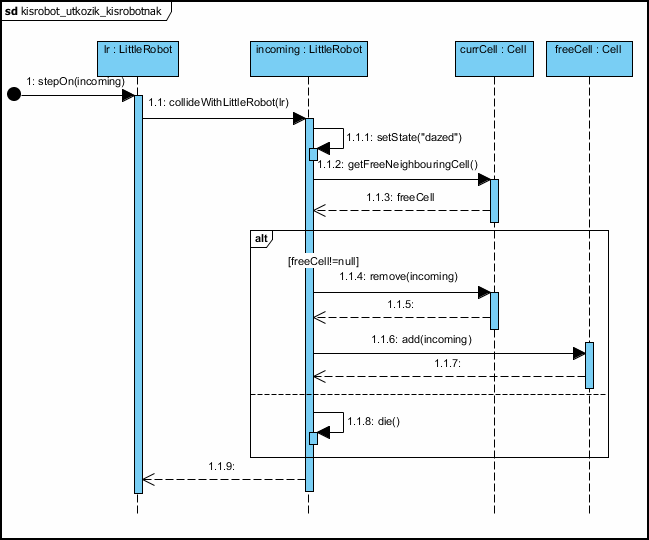 sd kisrobot_utkozik_kisrobotnak
lr : LittleRobot
incoming : LittleRobot
currCell : Cell
freeCell : Cell
1: stepOn(incoming)
1.1: collideWithLittleRobot(lr)
1.1.1: setState("dazed")
1.1.2: getFreeNeighbouringCell()
1.1.3: freeCell
alt
[freeCell!=null]
1.1.4: remove(incoming)
1.1.5:
1.1.6: add(incoming)
1.1.7:
1.1.8: die()
1.1.9: